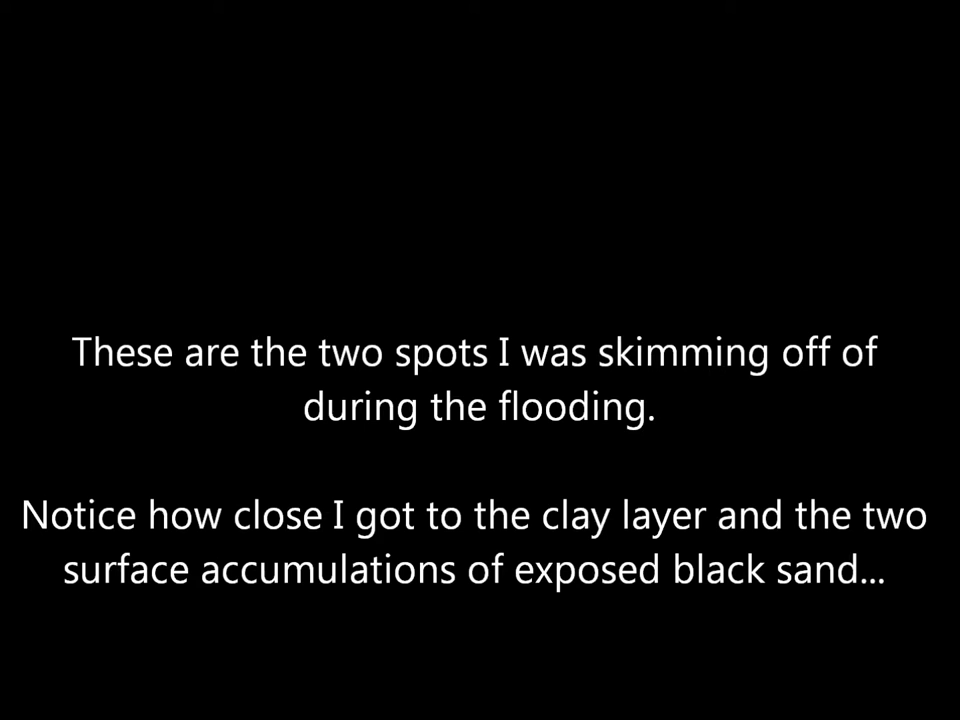 These are the two spots I was skimming off of
during the flooding.
Notice how close I got to the clay layer and the two
surface accumulations of exposed black sand...